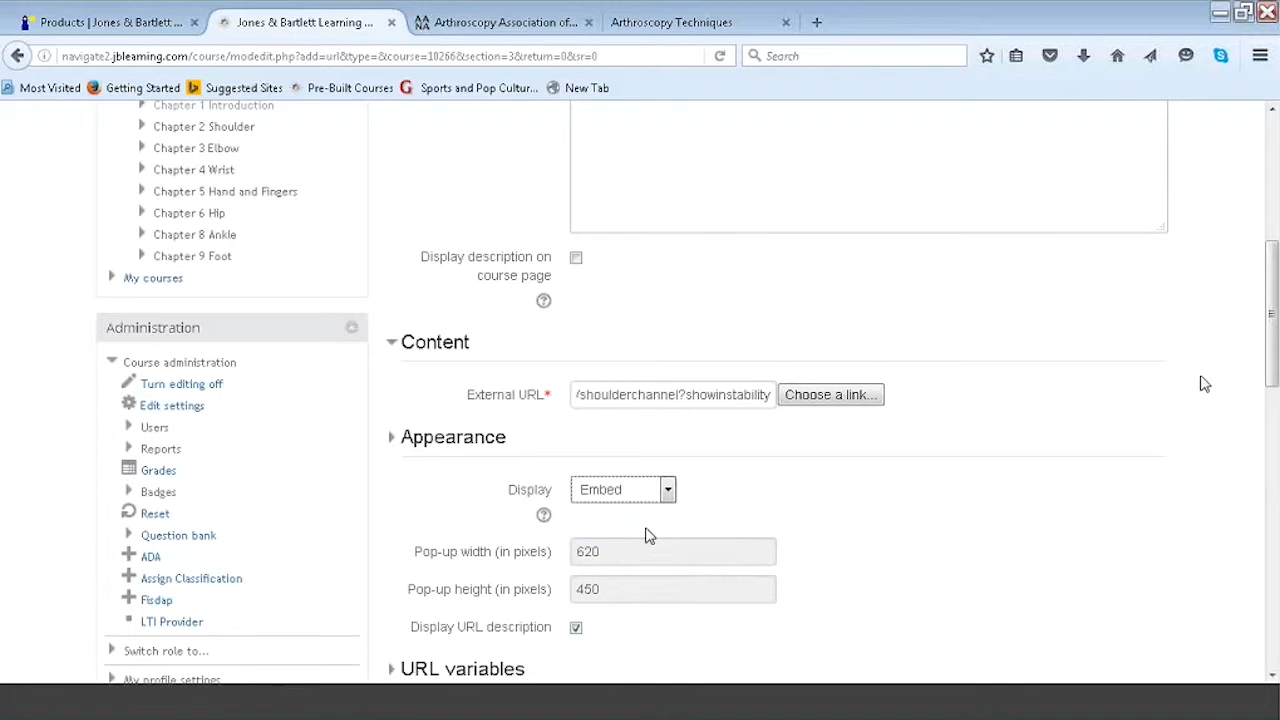 Products | Jones & Bartlett ...
Jones & Bartlett Learning ...
Arthroscopy Association of...
Arthroscopy Techniques
navigate2.jblearning.com/course/modedit.php?add=url&type=&course=10266&section=3&return=0&sr=0
Search
Most Visited
Getting Started
Suggested Sites
Pre-Built Courses
Sports and Pop Cultur...
New Tab
Chapter 1 Introduction
Chapter 2 Shoulder
Chapter 3 Elbow
Chapter 4 Wrist
Chapter 5 Hand and Fingers
Chapter 6 Hip
Chapter 8 Ankle
Chapter 9 Foot
My courses
Administration
Course administration
Turn editing off
Edit settings
Users
Reports
Grades
Badges
Reset
Question bank
ADA
Assign Classification
Fisdap
LTI Provider
Switch role to...
My profile settings
Display description on
course page
Content
External URL*
/shoulderchannel?showinstability
Choose a link...
Appearance
Display
Embed
Pop-up width (in pixels)
620
Pop-up height (in pixels)
450
Display URL description
URL variables